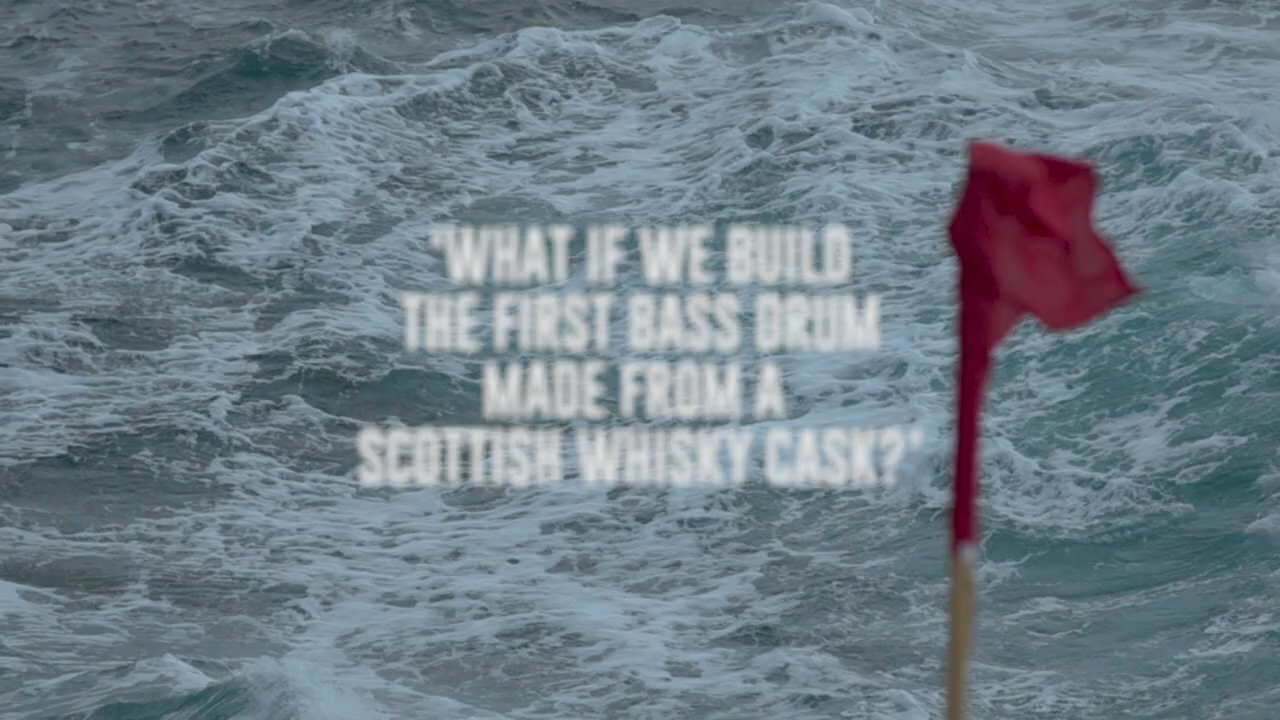 'WHAT IF WE BUILD
THE FIRST BASS DRUM
MADE FROM A
SCOTTISH WHISKY CASK?'